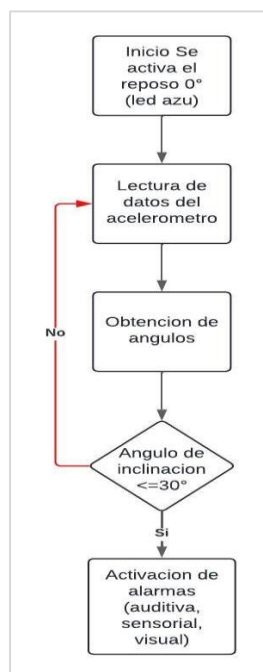 Inicio Se
activa el
reposo 0°
(led azu)
Lectura de
datos del
acelerometro
Obtencion de
angulos
No
Angulo de
inclinacion
<=30°
Si
Activacion de
alarmas
(auditiva,
sensorial,
visual)